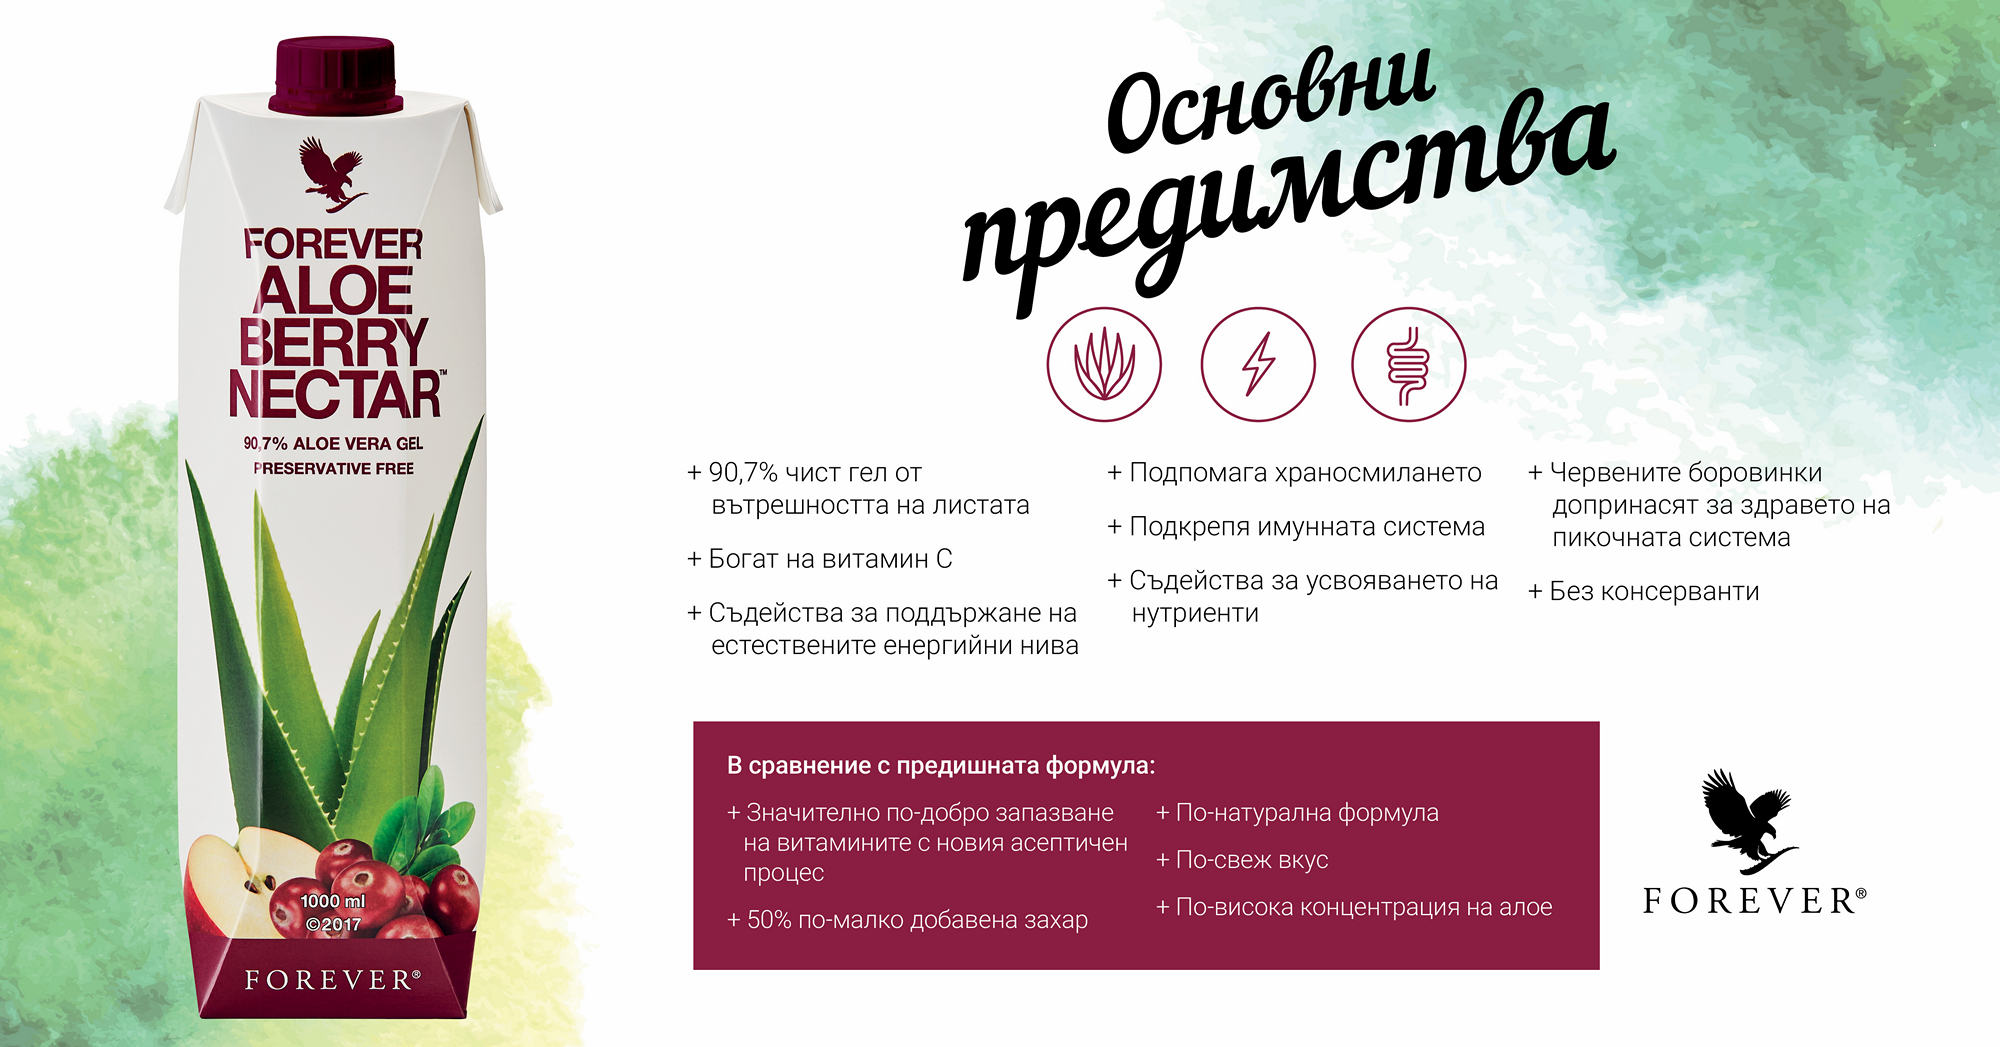 FOREVER
ALOE
BERRY
NECTAR™
90,7% ALOE VERA GEL
PRESERVATIVE FREE
1000 ml
©2017
FOREVER®
Основни
предимства
+ 90,7% чист гел от
вътрешността на листата
+ Богат на витамин С
+ Съдейства за поддържане на
естествените енергийни нива
+ Подпомага храносмилането
+ Подкрепя имунната система
+ Съдейства за усвояването на
нутриенти
+ Червените боровинки
допринасят за здравето на
пикочната система
+ Без консерванти
В сравнение с предишната формула:
+ Значително по-добро запазване
на витамините с новия асептичен
процес
+ 50% по-малко добавена захар
+ По-натурална формула
+ По-свеж вкус
+ По-висока концентрация на алое
FOREVER®